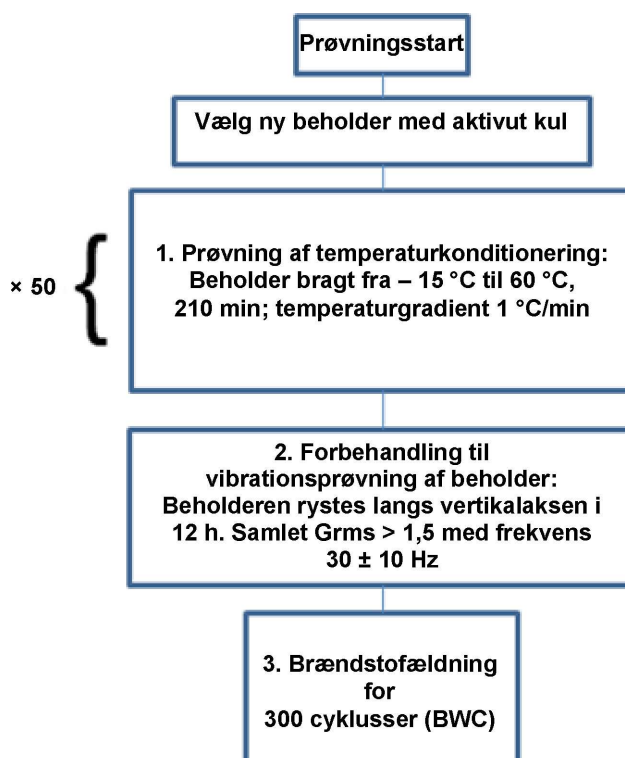 Prøvningsstart
Vælg ny beholder med aktivut kul
× 50
1. Prøvning af temperaturkonditionering:
Beholder bragt fra – 15 °C til 60 °C,
210 min; temperaturgradient 1 °C/min
2. Forbehandling til
vibrationsprøvning af beholder:
Beholderen rystes langs vertikalaksen i
12 h. Samlet Grms > 1,5 med frekvens
30 ± 10 Hz
3. Brændstofældning
for
300 cyklusser (BWC)